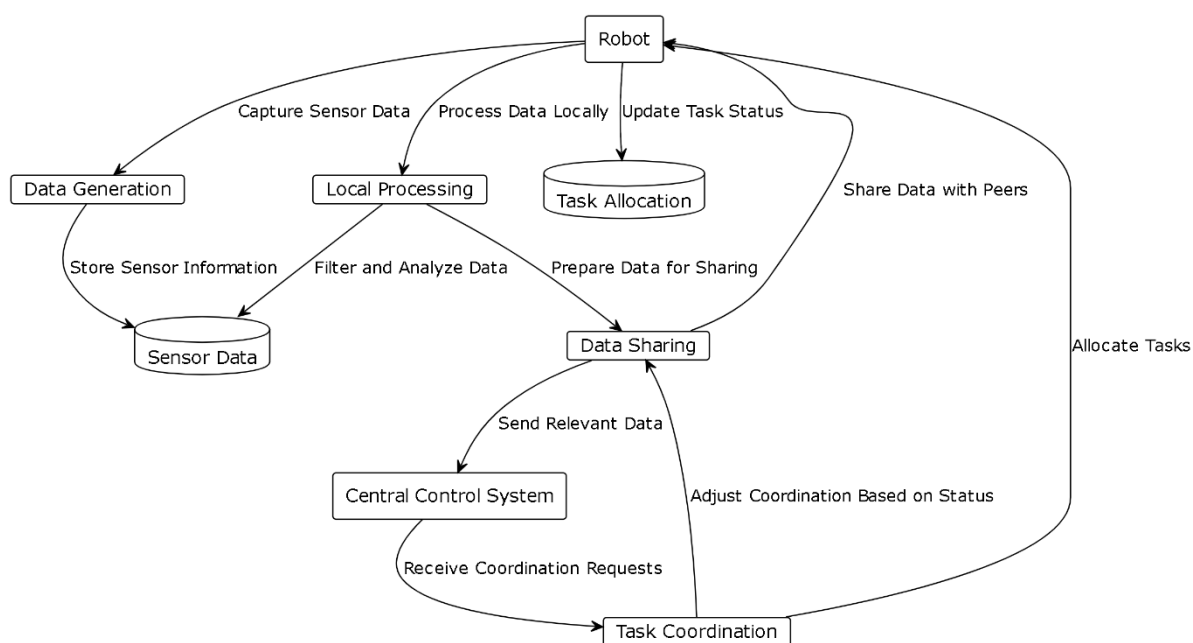 Robot
Capture Sensor Data
Process Data Locally
Update Task Status
Data Generation
Local Processing
Task Allocation
Share Data with Peers
Store Sensor Information
Filter and Analyze Data
Prepare Data for Sharing
Sensor Data
Data Sharing
Allocate Tasks
Send Relevant Data
Central Control System
Adjust Coordination Based on Status
Receive Coordination Requests
Task Coordination